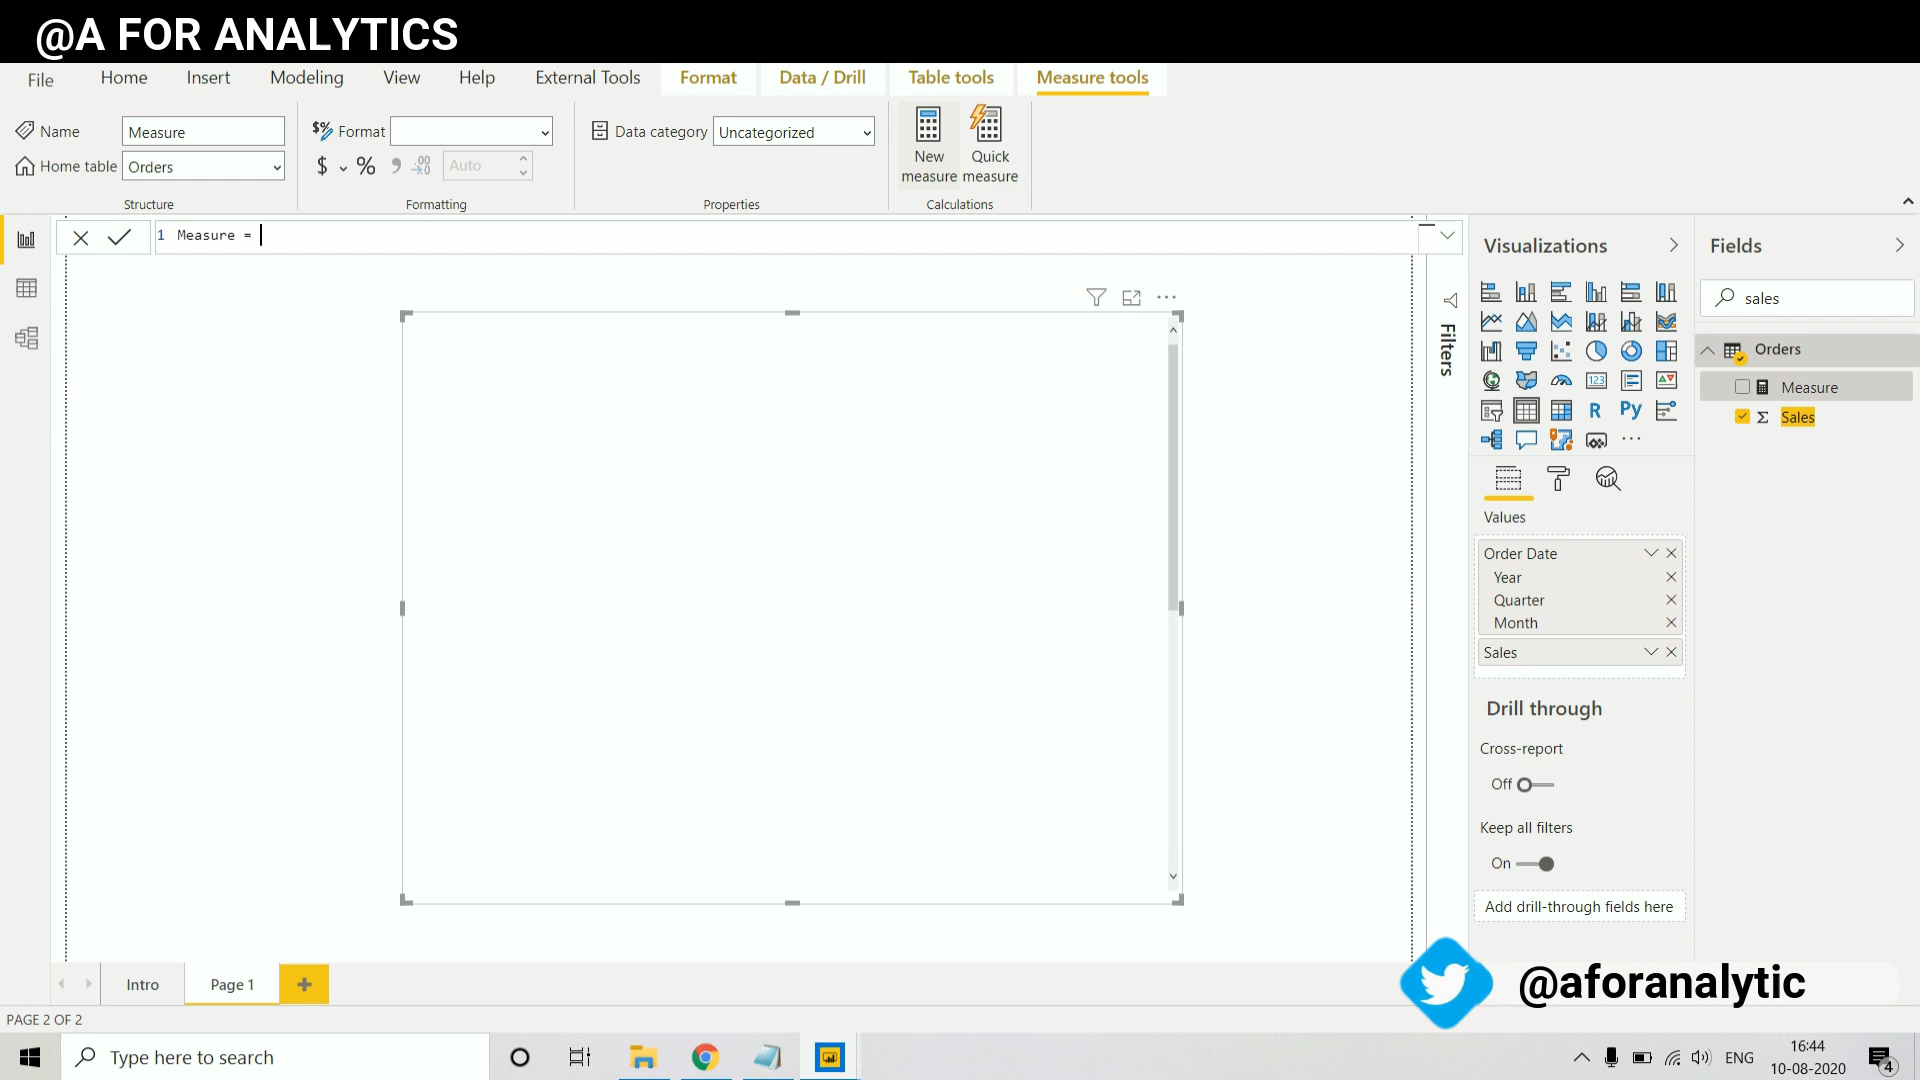 @A FOR ANALYTICS
File Home Insert Modeling View Help External Tools Format Data / Drill Table tools Measure tools
Name Measure $% Format Data category Uncategorized
New measure
Quick measure
Home table Orders $ % Auto
Structure Formatting Properties Calculations
1 Measure =
Visualizations Fields
sales
Filters
Orders
Measure
Sales
123
R Py
Values
Order Date
Year
Quarter
Month
Sales
Drill through
Cross-report
Off
Keep all filters
On
Add drill-through fields here
Intro Page 1 +
@aforanalytic
PAGE 2 OF 2
Type here to search
ENG
16:44
10-08-2020
4